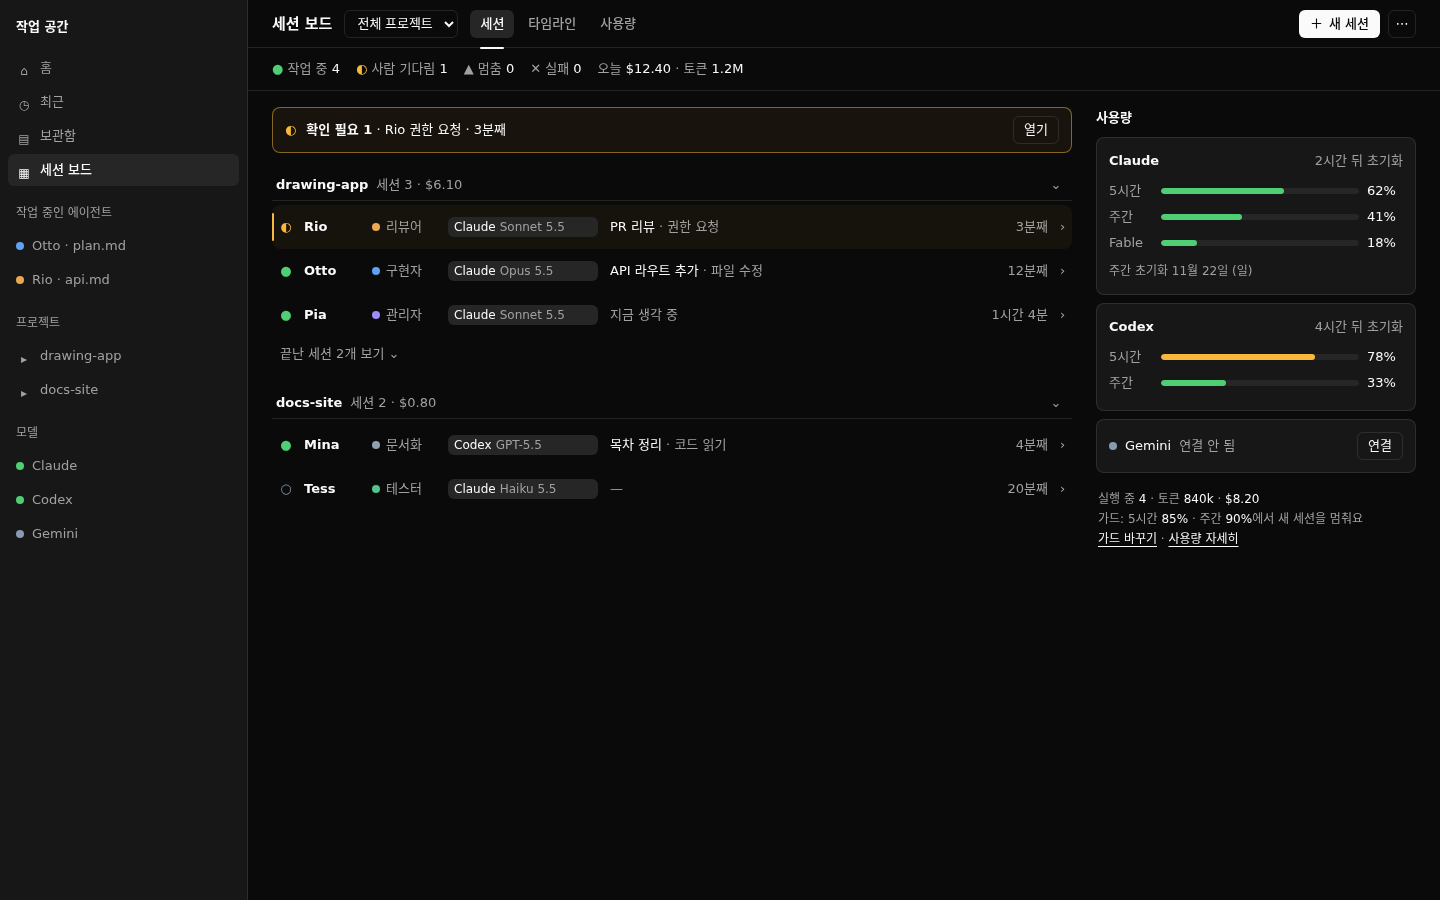 작업 공간
홈
최근
보관함
세션 보드
작업 중인 에이전트
Otto · plan.md
Rio · api.md
프로젝트
drawing-app
docs-site
모델
Claude
Codex
Gemini
세션 보드 전체 프로젝트 세션 타임라인 사용량 + 새 세션 ⋯
작업 중 4 사람 기다림 1 멈춤 0 실패 0 오늘 $12.40 · 토큰 1.2M
확인 필요 1 · Rio 권한 요청 · 3분째 열기
drawing-app 세션 3 · $6.10
Rio 리뷰어 Claude Sonnet 5.5 PR 리뷰 · 권한 요청 3분째 ›
Otto 구현자 Claude Opus 5.5 API 라우트 추가 · 파일 수정 12분째 ›
Pia 관리자 Claude Sonnet 5.5 지금 생각 중 1시간 4분 ›
끝난 세션 2개 보기
docs-site 세션 2 · $0.80
Mina 문서화 Codex GPT-5.5 목차 정리 · 코드 읽기 4분째 ›
Tess 테스터 Claude Haiku 5.5 — 20분째 ›
사용량
Claude 2시간 뒤 초기화
5시간 62%
주간 41%
Fable 18%
주간 초기화 11월 22일 (일)
Codex 4시간 뒤 초기화
5시간 78%
주간 33%
Gemini 연결 안 됨 연결
실행 중 4 · 토큰 840k · $8.20
가드: 5시간 85% · 주간 90%에서 새 세션을 멈춰요
가드 바꾸기 · 사용량 자세히